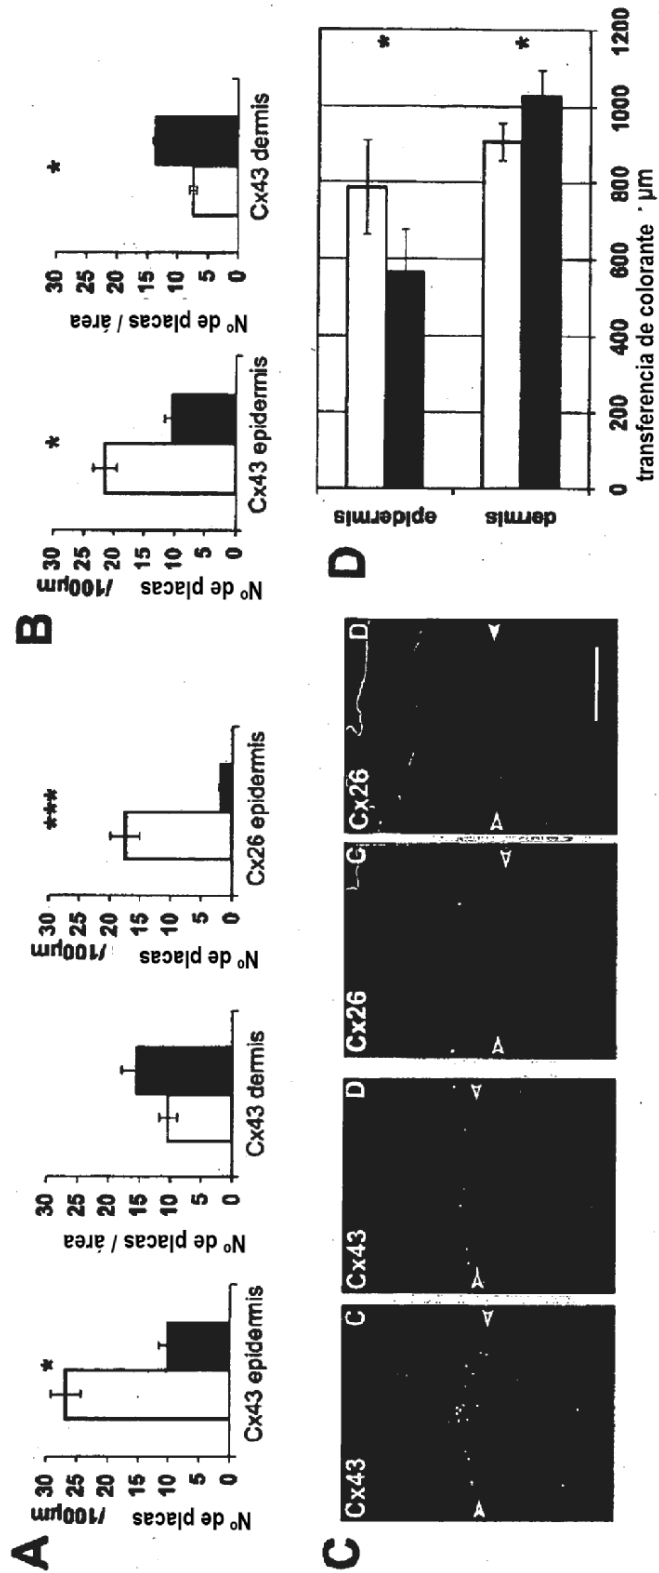 A
Nº de placas
/100µm
30
25
20
15
10
5
0
*
Cx43 epidermis
Nº de placas / área
30
25
20
15
10
5
0
Cx43 dermis
Nº de placas
/100µm
30
25
20
15
10
5
0
***
Cx26 epidermis
B
Nº de placas
/100µm
30
25
20
15
10
5
0
*
Cx43 epidermis
Nº de placas / área
30
25
20
15
10
5
0
*
Cx43 dermis
C
Cx43 C
Cx43 D
Cx26 C
Cx26 D
D
epidermis
*
dermis
*
0 200 400 600 800 1000 1200
transferencia de colorante ' µm